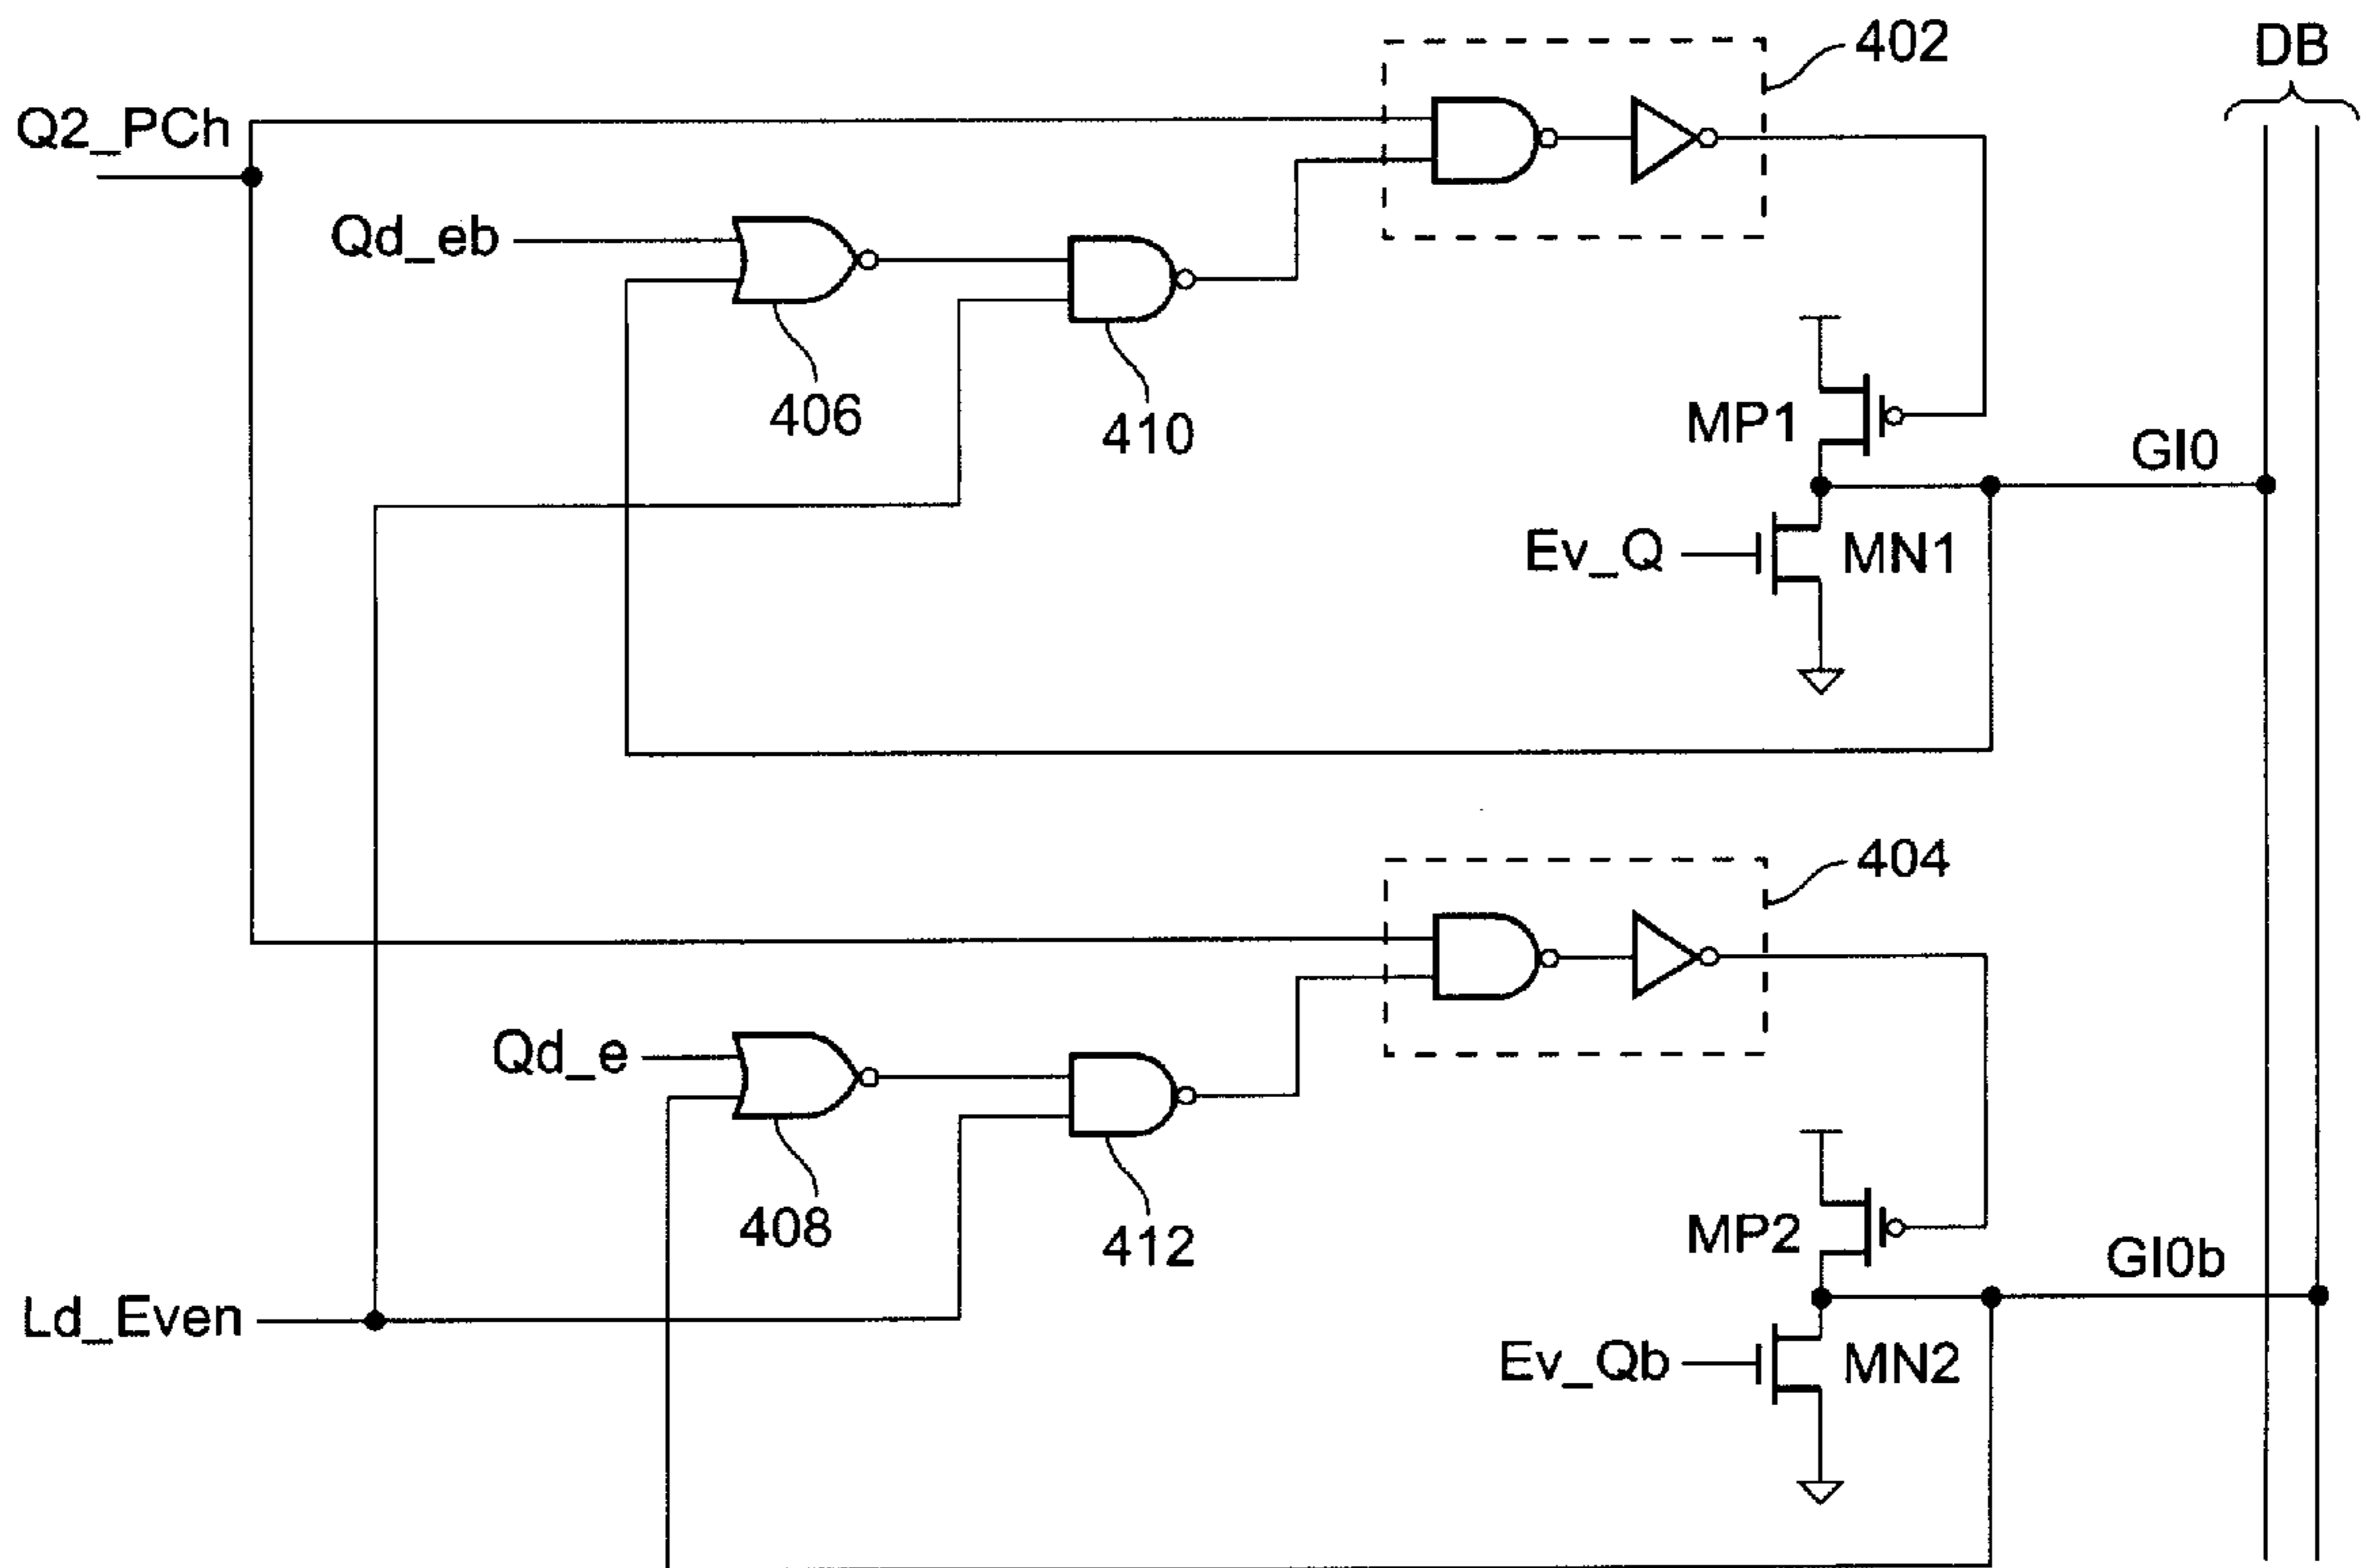 402
DB
Q2_PCh
Qd_eb
406
410
MP1
GI0
Ev_Q
MN1
404
Qd_e
408
412
MP2
GI0b
Ld_Even
Ev_Qb
MN2